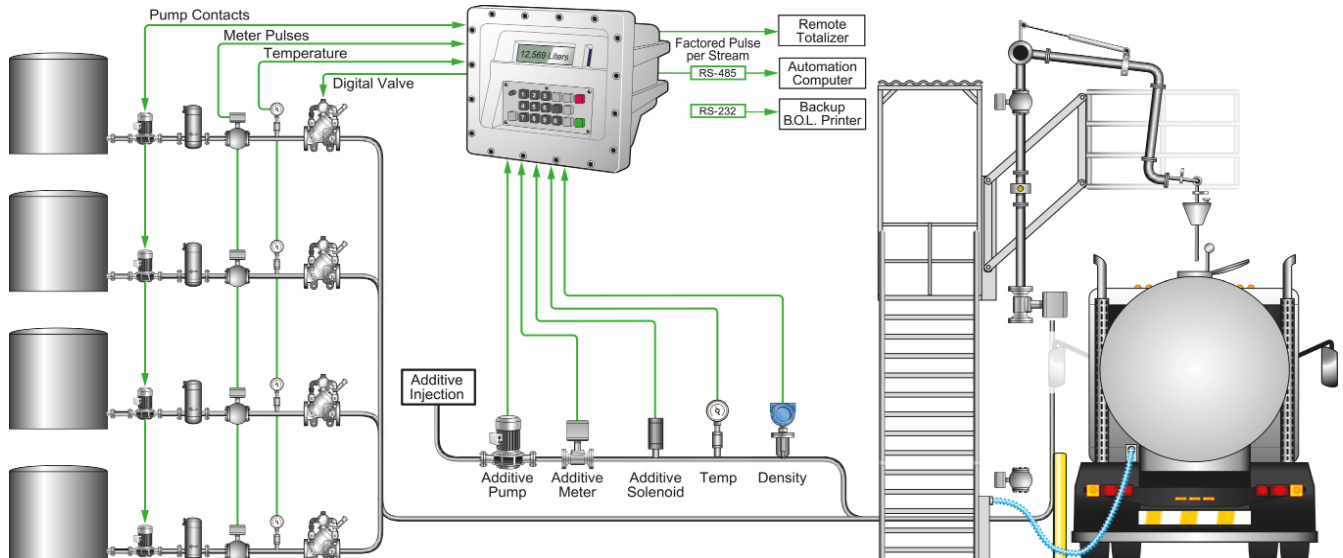 Pump Contacts
Meter Pulses
Temperature
Digital Valve
12,569 Liters
Factored Pulse
per Stream
RS-485
RS-232
Remote
Totalizer
Automation
Computer
Backup
B.O.L. Printer
Additive
Injection
Additive
Pump
Additive
Meter
Additive
Solenoid
Temp
Density